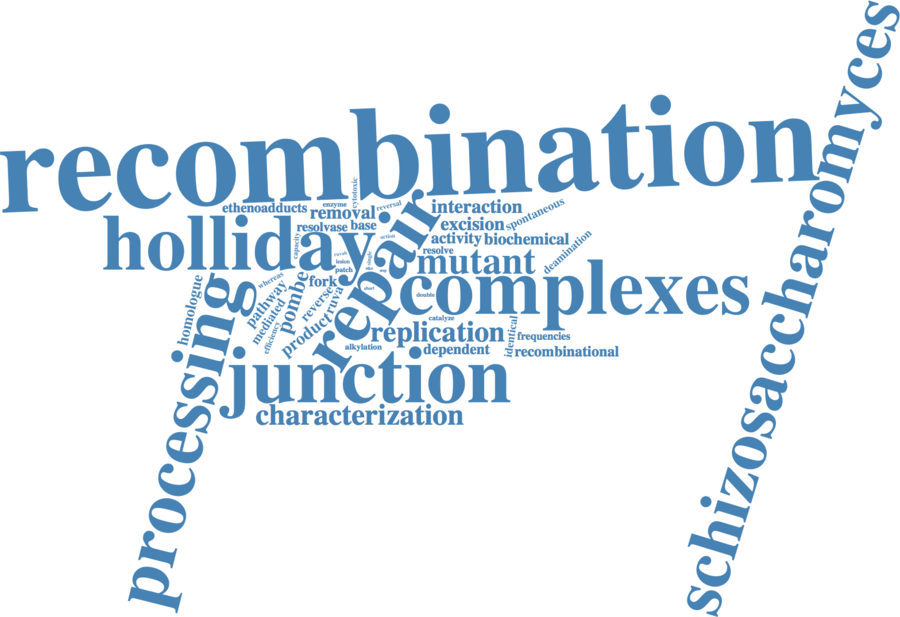 schizosaccharomyces
recombination
cytotoxic
enzyme
reversal
ethenoadducts
removal
interaction
spontaneous
holliday
resolvase
base
excision
repair
action
activity
biochemical
capacity
resolve
deamination
mutant
single
lesion
patch
complexes
homologue
whereas
fork
short
double
processing
pathway
pombe
reverse
ruva
mediated
catalyze
product
replication
identical
frequencies
efficiency
alkylation
dependent
recombinational
junction
characterization